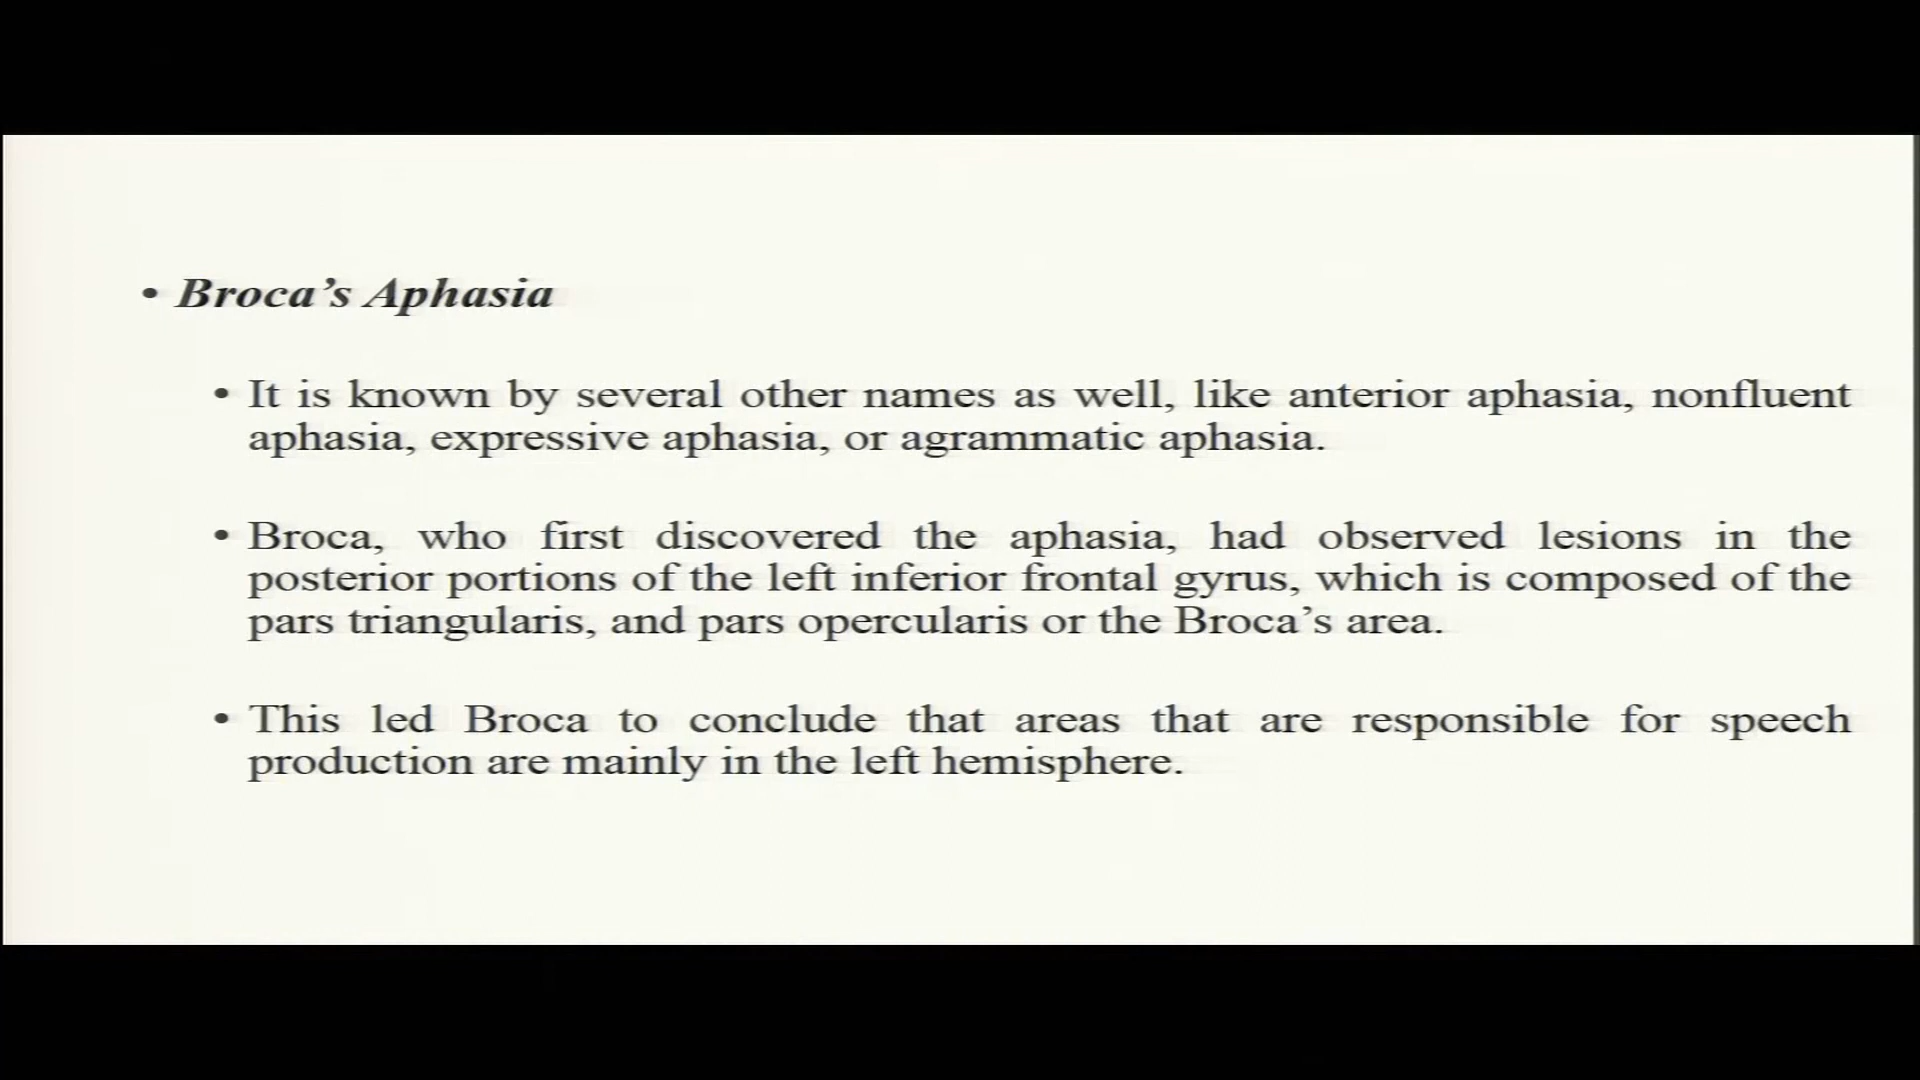 • Broca’s Aphasia
• It is known by several other names as well, like anterior aphasia, nonfluent
aphasia, expressive aphasia, or agrammatic aphasia.
• Broca, who first discovered the aphasia, had observed lesions in the
posterior portions of the left inferior frontal gyrus, which is composed of the
pars triangularis, and pars opercularis or the Broca’s area.
• This led Broca to conclude that areas that are responsible for speech
production are mainly in the left hemisphere.